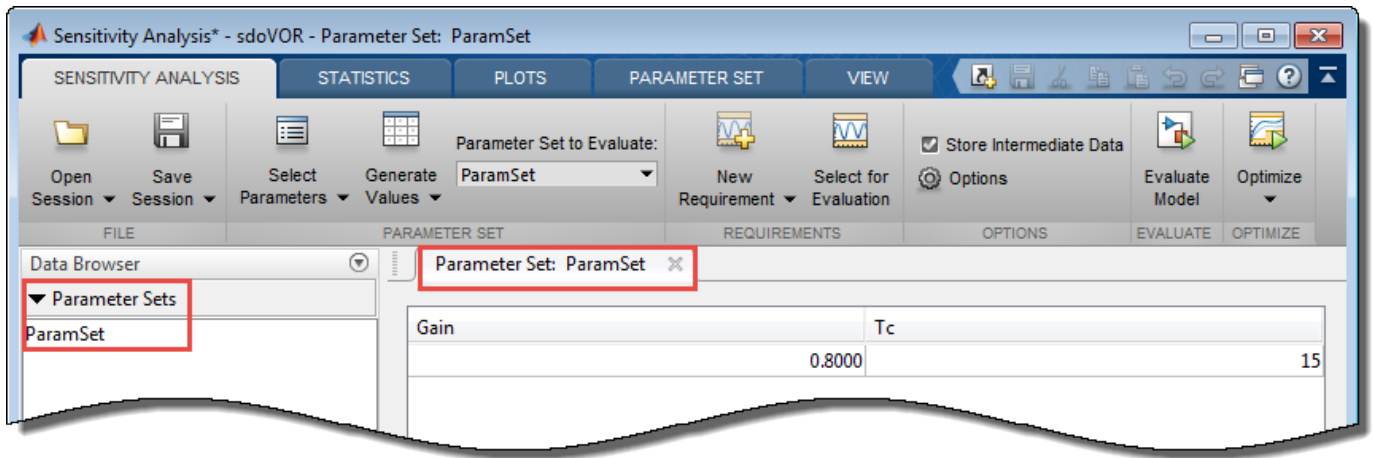 Sensitivity Analysis* - sdoVOR - Parameter Set: ParamSet
SENSITIVITY ANALYSIS STATISTICS PLOTS PARAMETER SET VIEW
Open Session
Save Session
Select Parameters
Generate Values
Parameter Set to Evaluate:
ParamSet
New Requirement
Select for Evaluation
Store Intermediate Data
Options
Evaluate Model
Optimize
FILE PARAMETER SET REQUIREMENTS OPTIONS EVALUATE OPTIMIZE
Data Browser
Parameter Sets
ParamSet
Parameter Set: ParamSet
Gain Tc
0.8000 15